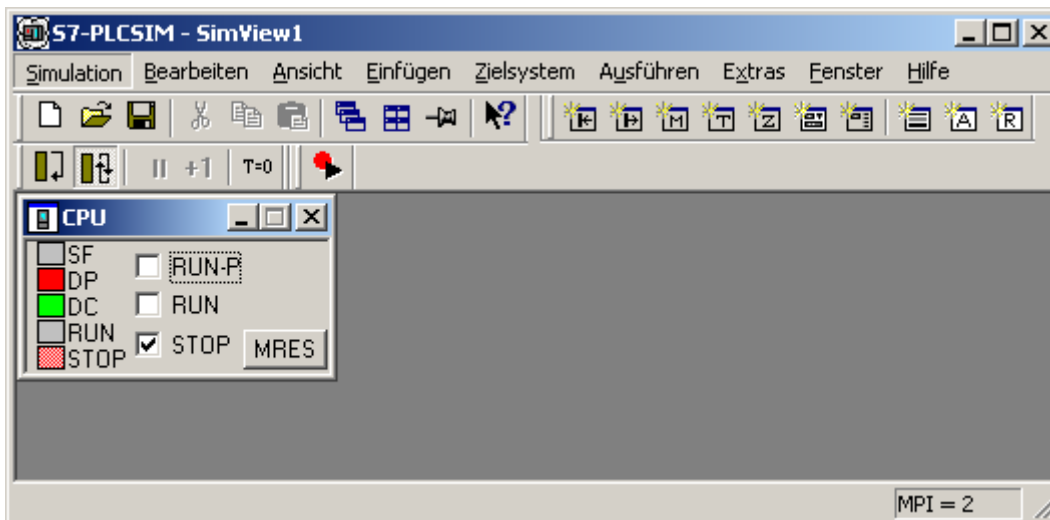 S7-PLCSIM - SimView1
Simulation Bearbeiten Ansicht Einfügen Zielsystem Ausführen Extras Fenster Hilfe
M T Z A R
+1 T=0
CPU
SF
RUN-P
DP
DC
RUN
RUN
STOP
STOP
MRES
MPI = 2